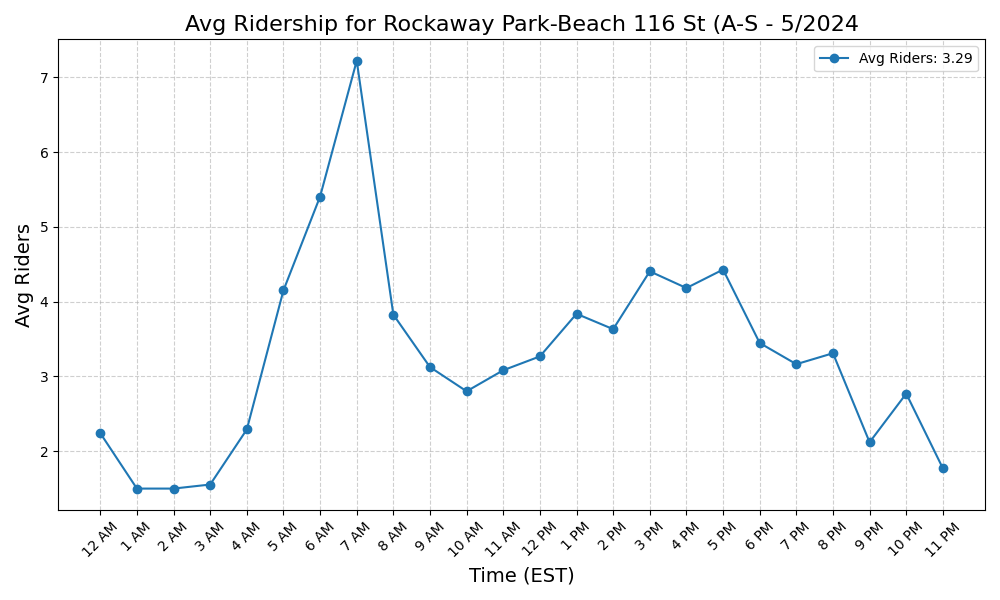 Avg Ridership for Rockaway Park-Beach 116 St (A-S - 5/2024
Avg Riders: 3.29
Avg Riders
7
6
5
4
3
2
12 AM
1 AM
2 AM
3 AM
4 AM
5 AM
6 AM
7 AM
8 AM
9 AM
10 AM
11 AM
12 PM
1 PM
2 PM
3 PM
4 PM
5 PM
6 PM
7 PM
8 PM
9 PM
10 PM
11 PM
Time (EST)